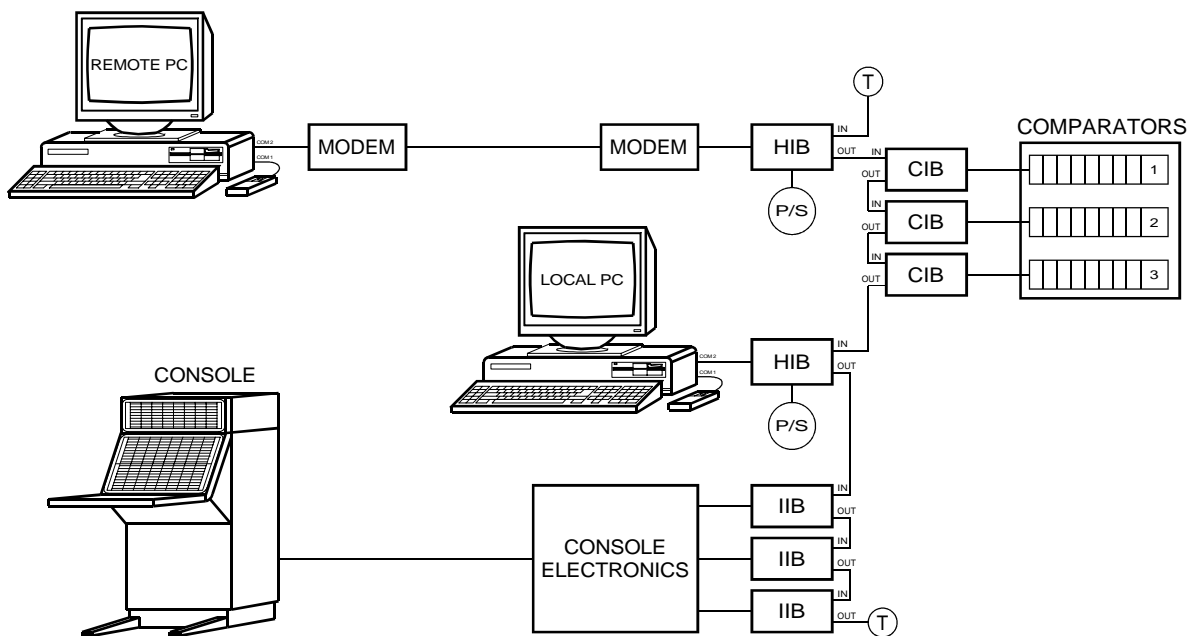 REMOTE PC
COM 2
COM 1
MODEM
MODEM
HIB
IN
OUT
T
P/S
COMPARATORS
IN
OUT
CIB
1
IN
OUT
CIB
2
IN
OUT
CIB
3
LOCAL PC
COM 2
COM 1
HIB
IN
OUT
P/S
CONSOLE
CONSOLE
ELECTRONICS
IIB
IN
OUT
IIB
IN
OUT
IIB
IN
OUT
T